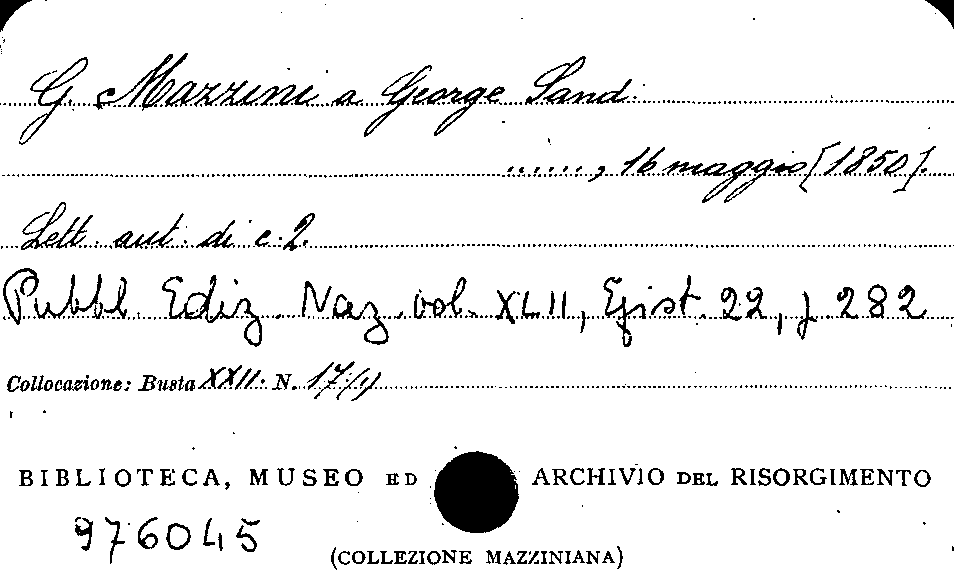 G. Mazzini a George Sand.
......, 16 maggio [1850].
Lett. aut. di c. 2.
Pubbl. Ediz. Naz. vol. XLII, Epist. 22, p. 282
Collocazione: Busta XXII. N. 17/(1)
BIBLIOTECA, MUSEO ED ARCHIVIO DEL RISORGIMENTO
976045
(COLLEZIONE MAZZINIANA)